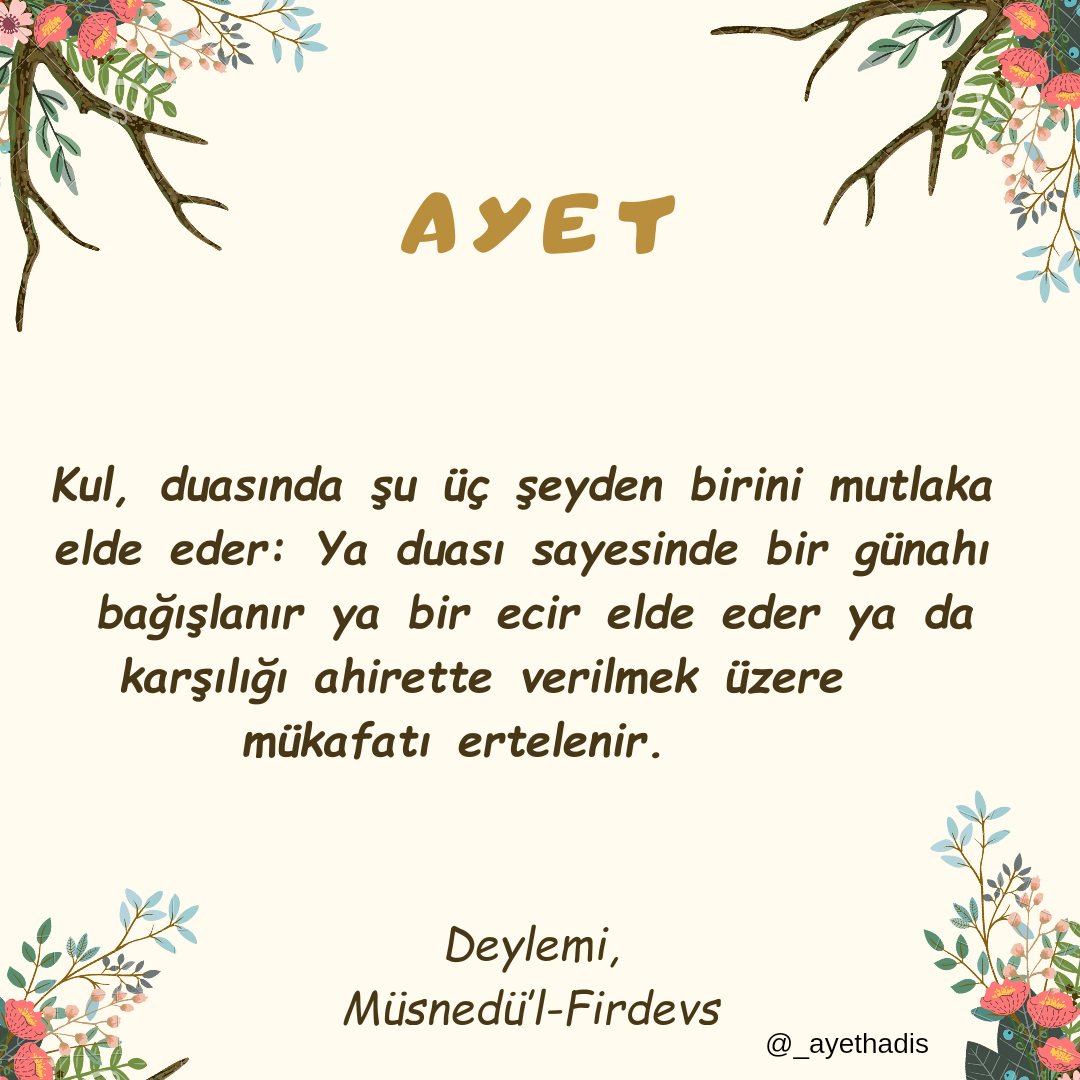 AYET
Kul, duasında şu üç şeyden birini mutlaka
elde eder: Ya duası sayesinde bir günahı
bağışlanır ya bir ecir elde eder ya da
karşılığı ahirette verilmek üzere
mükafatı ertelenir.
Deylemi,
Müsnedü'l-Firdevs
@_ayethadis